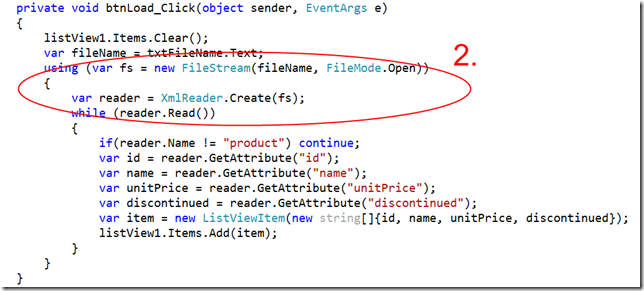 private void btnLoad_Click(object sender, EventArgs e)
{
    listView1.Items.Clear();
    var fileName = txtFileName.Text;
    using (var fs = new FileStream(fileName, FileMode.Open))
2.
    {
        var reader = XmlReader.Create(fs);
        while (reader.Read())
        {
            if(reader.Name != "product") continue;
            var id = reader.GetAttribute("id");
            var name = reader.GetAttribute("name");
            var unitPrice = reader.GetAttribute("unitPrice");
            var discontinued = reader.GetAttribute("discontinued");
            var item = new ListViewItem(new string[]{id, name, unitPrice, discontinued});
            listView1.Items.Add(item);
        }
    }
}